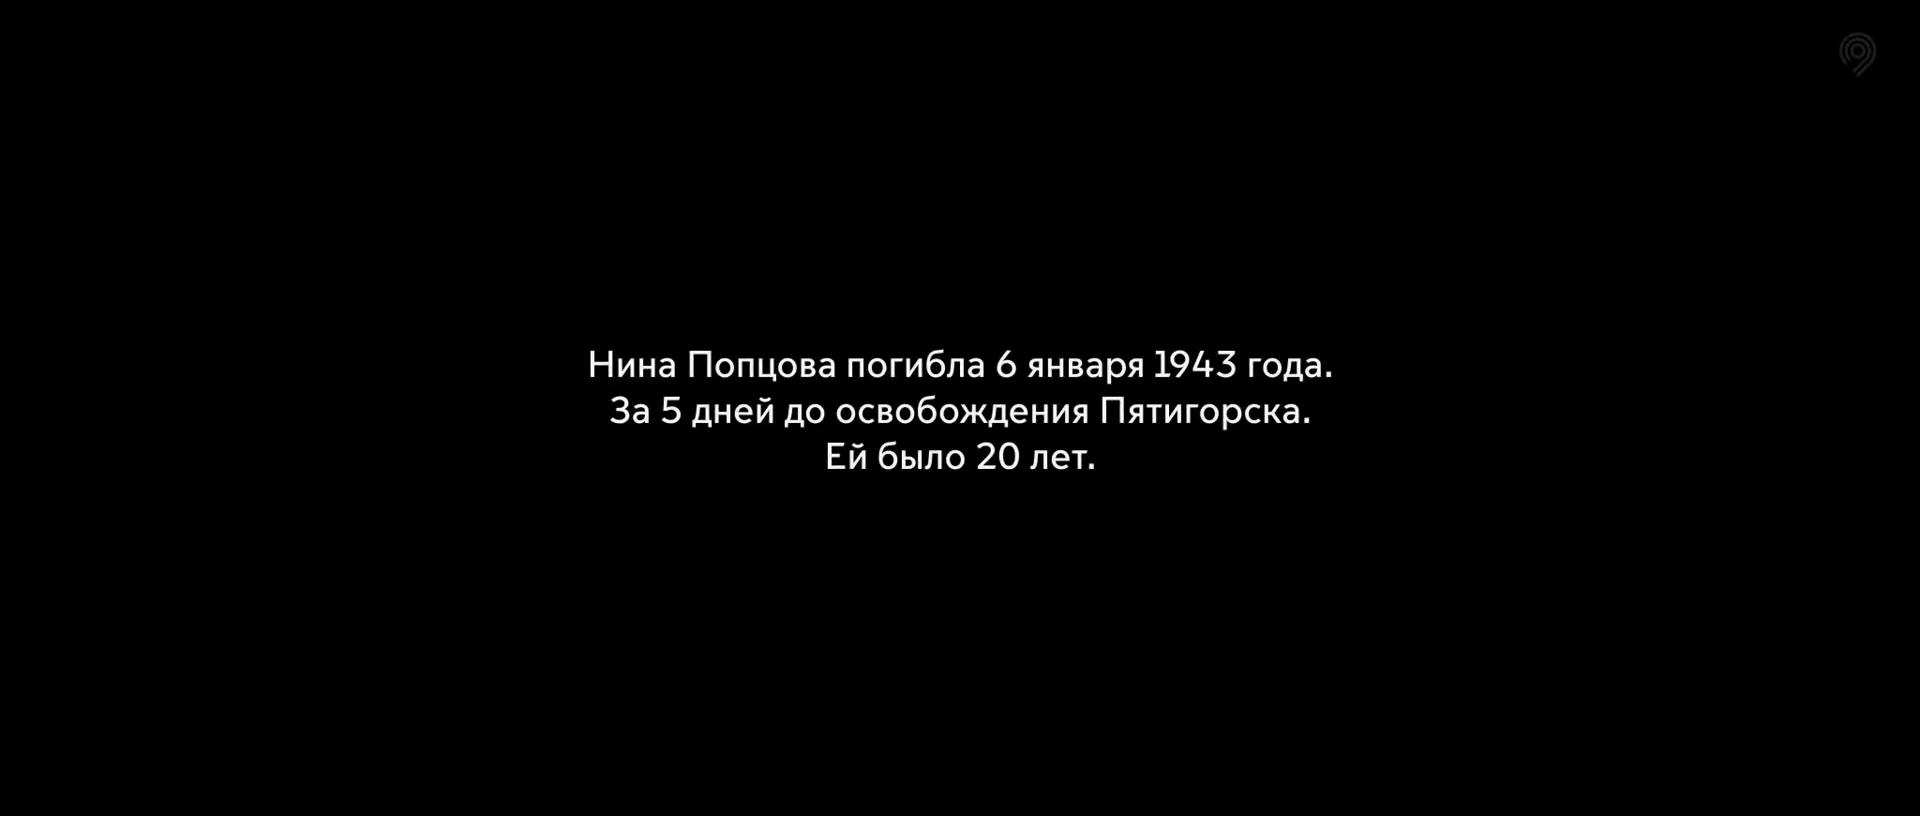 Нина Попцова погибла 6 января 1943 года.
За 5 дней до освобождения Пятигорска.
Ей было 20 лет.